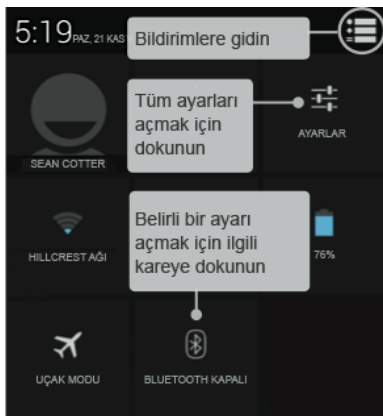 5:19 PAZ, 21 KAS
Bildirimlere gidin
Tüm ayarları
açmak için
dokunun
AYARLAR
SEAN COTTER
Belirli bir ayarı
açmak için ilgili
kareye dokunun
HILLCREST AĞI
76%
UÇAK MODU
BLUETOOTH KAPALI